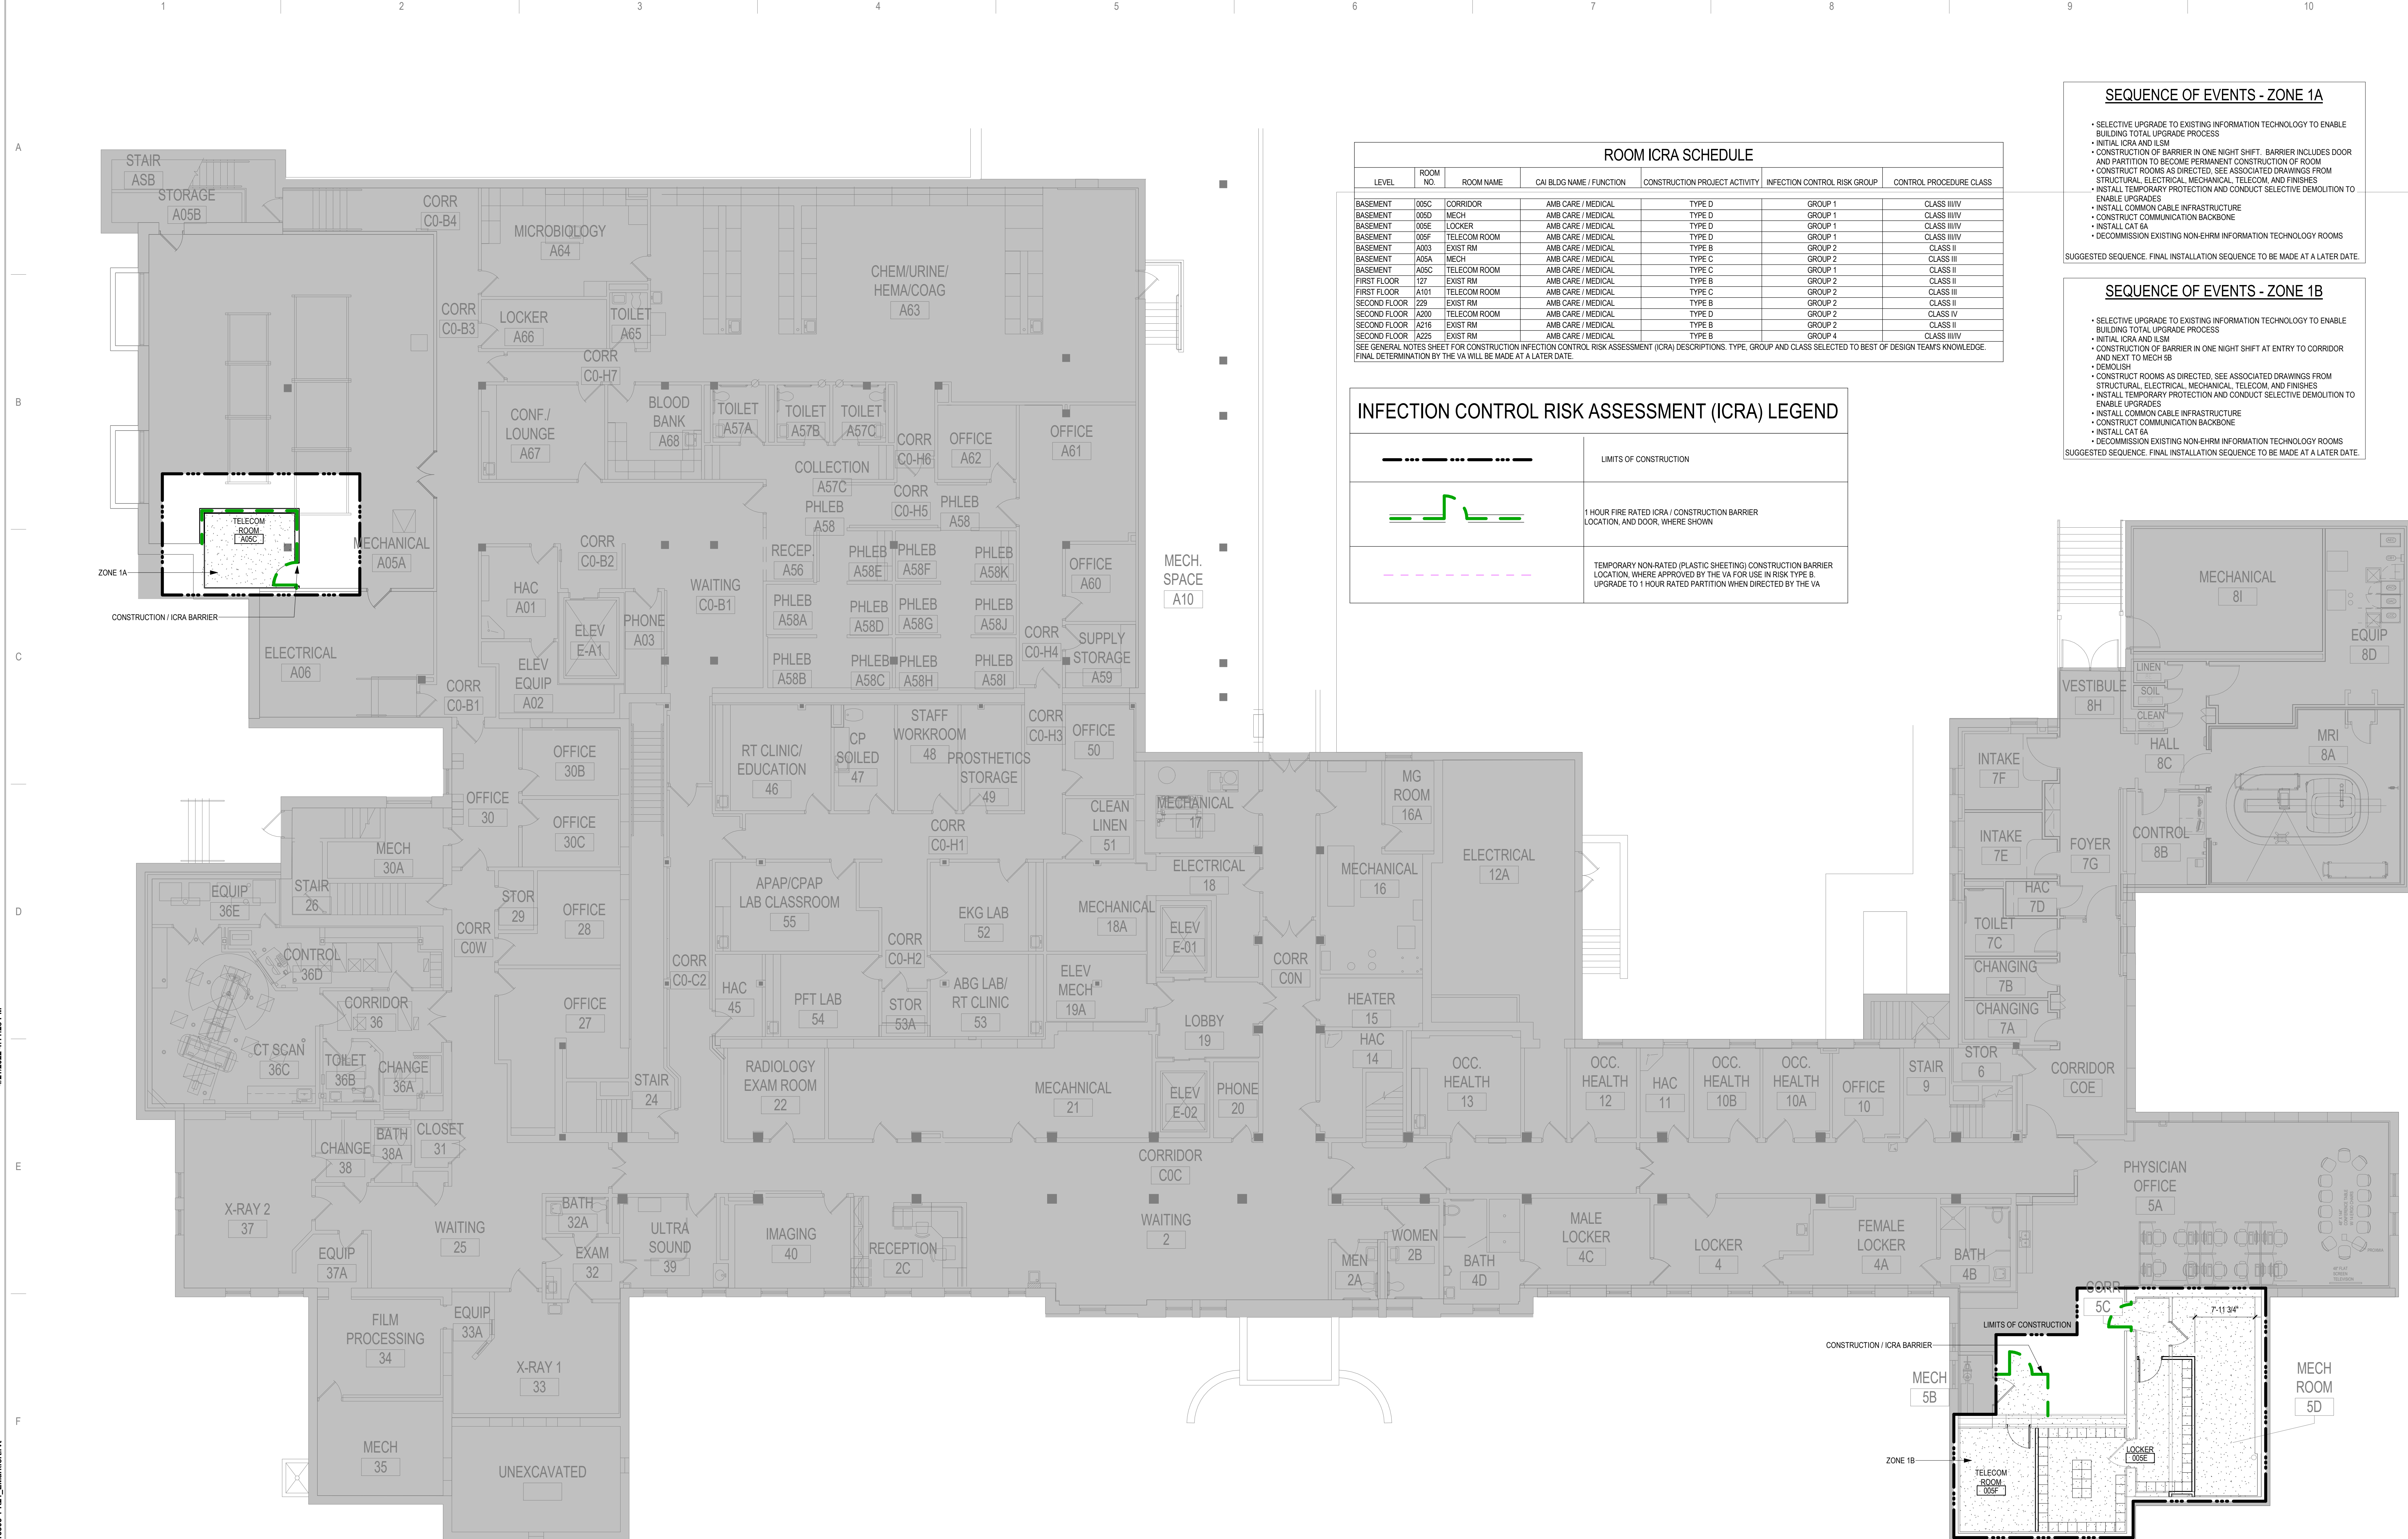 1 2 3 4 5 6 7 8 9 10
A
B
C
D
E
F
SEQUENCE OF EVENTS - ZONE 1A
• SELECTIVE UPGRADE TO EXISTING INFORMATION TECHNOLOGY TO ENABLE
BUILDING TOTAL UPGRADE PROCESS
• INITIAL ICRA AND ILSM
• CONSTRUCTION OF BARRIER IN ONE NIGHT SHIFT. BARRIER INCLUDES DOOR
AND PARTITION TO BECOME PERMANENT CONSTRUCTION OF ROOM
• CONSTRUCT ROOMS AS DIRECTED, SEE ASSOCIATED DRAWINGS FROM
STRUCTURAL, ELECTRICAL, MECHANICAL, TELECOM, AND FINISHES
• INSTALL TEMPORARY PROTECTION AND CONDUCT SELECTIVE DEMOLITION TO
ENABLE UPGRADES
• INSTALL COMMON CABLE INFRASTRUCTURE
• CONSTRUCT COMMUNICATION BACKBONE
• INSTALL CAT 6A
• DECOMMISSION EXISTING NON-EHRM INFORMATION TECHNOLOGY ROOMS
SUGGESTED SEQUENCE. FINAL INSTALLATION SEQUENCE TO BE MADE AT A LATER DATE.
SEQUENCE OF EVENTS - ZONE 1B
• SELECTIVE UPGRADE TO EXISTING INFORMATION TECHNOLOGY TO ENABLE
BUILDING TOTAL UPGRADE PROCESS
• INITIAL ICRA AND ILSM
• CONSTRUCTION OF BARRIER IN ONE NIGHT SHIFT AT ENTRY TO CORRIDOR
AND NEXT TO MECH 5B
• DEMOLISH
• CONSTRUCT ROOMS AS DIRECTED, SEE ASSOCIATED DRAWINGS FROM
STRUCTURAL, ELECTRICAL, MECHANICAL, TELECOM, AND FINISHES
• INSTALL TEMPORARY PROTECTION AND CONDUCT SELECTIVE DEMOLITION TO
ENABLE UPGRADES
• INSTALL COMMON CABLE INFRASTRUCTURE
• CONSTRUCT COMMUNICATION BACKBONE
• INSTALL CAT 6A
• DECOMMISSION EXISTING NON-EHRM INFORMATION TECHNOLOGY ROOMS
SUGGESTED SEQUENCE. FINAL INSTALLATION SEQUENCE TO BE MADE AT A LATER DATE.
ROOM ICRA SCHEDULE
LEVEL ROOM NO. ROOM NAME CAI BLDG NAME / FUNCTION CONSTRUCTION PROJECT ACTIVITY INFECTION CONTROL RISK GROUP CONTROL PROCEDURE CLASS
BASEMENT 005C CORRIDOR AMB CARE / MEDICAL TYPE D GROUP 1 CLASS III/IV
BASEMENT 005D MECH AMB CARE / MEDICAL TYPE D GROUP 1 CLASS III/IV
BASEMENT 005E LOCKER AMB CARE / MEDICAL TYPE D GROUP 1 CLASS III/IV
BASEMENT 005F TELECOM ROOM AMB CARE / MEDICAL TYPE D GROUP 1 CLASS III/IV
BASEMENT A003 EXIST RM AMB CARE / MEDICAL TYPE B GROUP 2 CLASS II
BASEMENT A05A MECH AMB CARE / MEDICAL TYPE C GROUP 2 CLASS III
BASEMENT A05C TELECOM ROOM AMB CARE / MEDICAL TYPE C GROUP 1 CLASS II
FIRST FLOOR 127 EXIST RM AMB CARE / MEDICAL TYPE B GROUP 2 CLASS II
FIRST FLOOR A101 TELECOM ROOM AMB CARE / MEDICAL TYPE C GROUP 2 CLASS III
SECOND FLOOR 229 EXIST RM AMB CARE / MEDICAL TYPE B GROUP 2 CLASS II
SECOND FLOOR A200 TELECOM ROOM AMB CARE / MEDICAL TYPE D GROUP 2 CLASS IV
SECOND FLOOR A216 EXIST RM AMB CARE / MEDICAL TYPE B GROUP 2 CLASS II
SECOND FLOOR A225 EXIST RM AMB CARE / MEDICAL TYPE B GROUP 4 CLASS III/IV
SEE GENERAL NOTES SHEET FOR CONSTRUCTION INFECTION CONTROL RISK ASSESSMENT (ICRA) DESCRIPTIONS. TYPE, GROUP AND CLASS SELECTED TO BEST OF DESIGN TEAM'S KNOWLEDGE.
FINAL DETERMINATION BY THE VA WILL BE MADE AT A LATER DATE.
INFECTION CONTROL RISK ASSESSMENT (ICRA) LEGEND
LIMITS OF CONSTRUCTION
1 HOUR FIRE RATED ICRA / CONSTRUCTION BARRIER
LOCATION, AND DOOR, WHERE SHOWN
TEMPORARY NON-RATED (PLASTIC SHEETING) CONSTRUCTION BARRIER
LOCATION, WHERE APPROVED BY THE VA FOR USE IN RISK TYPE B.
UPGRADE TO 1 HOUR RATED PARTITION WHEN DIRECTED BY THE VA
STAIR
ASB
STORAGE
A05B
CORR
C0-B4
MICROBIOLOGY
A64
CHEM/URINE/
HEMA/COAG
A63
CORR
C0-B3
LOCKER
A66
TOILET
A65
CORR
C0-H7
CONF./
LOUNGE
A67
BLOOD
BANK
A68
TOILET
A57A
TOILET
A57B
TOILET
A57C
CORR
C0-H6
OFFICE
A62
OFFICE
A61
COLLECTION
A57C
CORR
C0-H5
PHLEB
A58
PHLEB
A58
TELECOM
ROOM
A05C
MECHANICAL
A05A
ZONE 1A
CONSTRUCTION / ICRA BARRIER
ELECTRICAL
A06
HAC
A01
CORR
C0-B2
ELEV
E-A1
PHONE
A03
ELEV
EQUIP
A02
CORR
C0-B1
WAITING
C0-B1
RECEP.
A56
PHLEB
A58E
PHLEB
A58F
PHLEB
A58K
PHLEB
A58A
PHLEB
A58D
PHLEB
A58G
PHLEB
A58J
PHLEB
A58B
PHLEB
A58C
PHLEB
A58H
PHLEB
A58I
OFFICE
A60
CORR
C0-H4
SUPPLY
STORAGE
A59
MECH.
SPACE
A10
OFFICE
30B
OFFICE
30
OFFICE
30C
RT CLINIC/
EDUCATION
46
CP
SOILED
47
STAFF
WORKROOM
48
PROSTHETICS
STORAGE
49
CORR
C0-H3
OFFICE
50
CLEAN
LINEN
51
CORR
C0-H1
MECHANICAL
17
ELECTRICAL
18
MG
ROOM
16A
MECHANICAL
16
ELECTRICAL
12A
MECH
30A
STAIR
26
EQUIP
36E
STOR
29
OFFICE
28
CORR
C0W
CONTROL
36D
CORRIDOR
36
OFFICE
27
CT SCAN
36C
TOILET
36B
CHANGE
36A
APAP/CPAP
LAB CLASSROOM
55
EKG LAB
52
MECHANICAL
18A
ELEV
E-01
CORR
C0-H2
CORR
C0-C2
HAC
45
PFT LAB
54
STOR
53A
ABG LAB/
RT CLINIC
53
ELEV
MECH
19A
CORR
C0N
LOBBY
19
HEATER
15
HAC
14
STAIR
24
RADIOLOGY
EXAM ROOM
22
MECAHNICAL
21
ELEV
E-02
PHONE
20
OCC.
HEALTH
13
OCC.
HEALTH
12
HAC
11
OCC.
HEALTH
10B
OCC.
HEALTH
10A
OFFICE
10
STAIR
9
STOR
6
CORRIDOR
COE
MECHANICAL
8I
EQUIP
8D
LINEN
SOIL
CLEAN
VESTIBULE
8H
HALL
8C
MRI
8A
INTAKE
7F
INTAKE
7E
FOYER
7G
CONTROL
8B
HAC
7D
TOILET
7C
CHANGING
7B
CHANGING
7A
X-RAY 2
37
CHANGE
38
BATH
38A
CLOSET
31
WAITING
25
EQUIP
37A
BATH
32A
EXAM
32
ULTRA
SOUND
39
IMAGING
40
RECEPTION
2C
CORRIDOR
C0C
WAITING
2
MEN
2A
WOMEN
2B
BATH
4D
MALE
LOCKER
4C
LOCKER
4
FEMALE
LOCKER
4A
BATH
4B
PHYSICIAN
OFFICE
5A
FILM
PROCESSING
34
EQUIP
33A
X-RAY 1
33
MECH
35
UNEXCAVATED
CORR
5C
7'-11 3/4"
LIMITS OF CONSTRUCTION
CONSTRUCTION / ICRA BARRIER
MECH
5B
MECH
ROOM
5D
ZONE 1B
TELECOM
ROOM
005F
LOCKER
005E